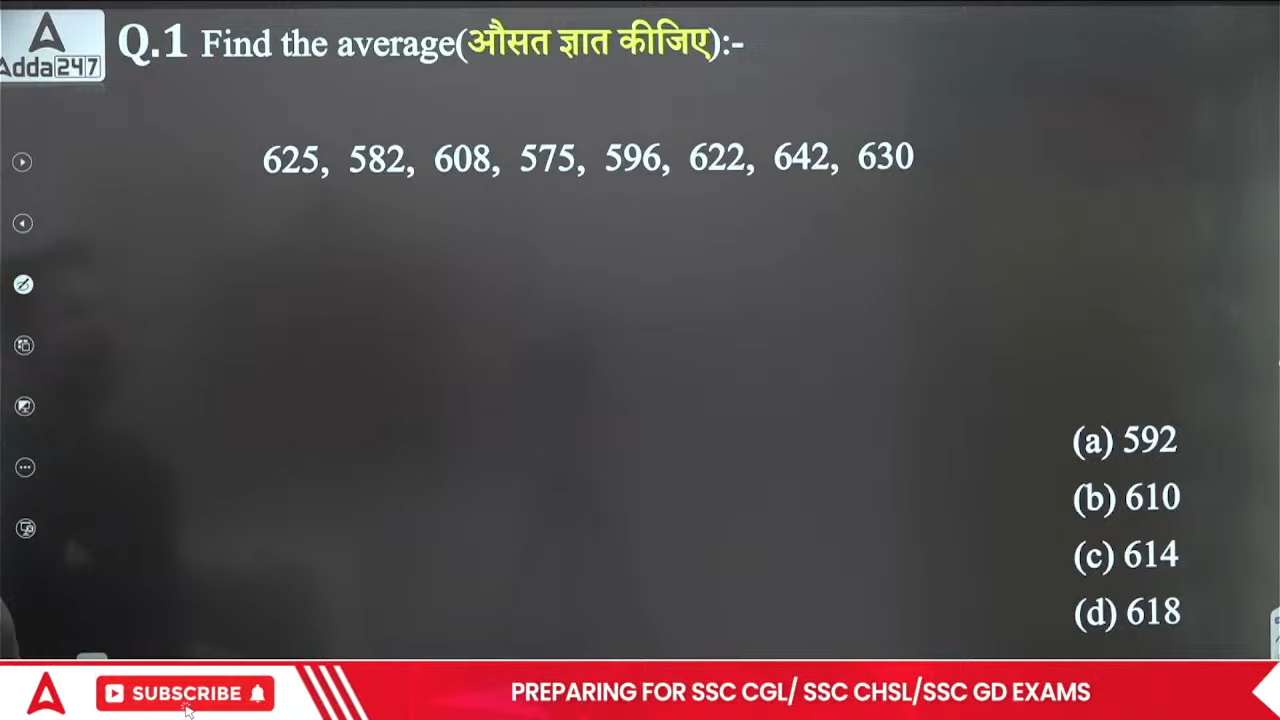 Adda247
Q.1 Find the average(औसत ज्ञात कीजिए):-
625, 582, 608, 575, 596, 622, 642, 630
(a) 592
(b) 610
(c) 614
(d) 618
SUBSCRIBE
PREPARING FOR SSC CGL/ SSC CHSL/SSC GD EXAMS